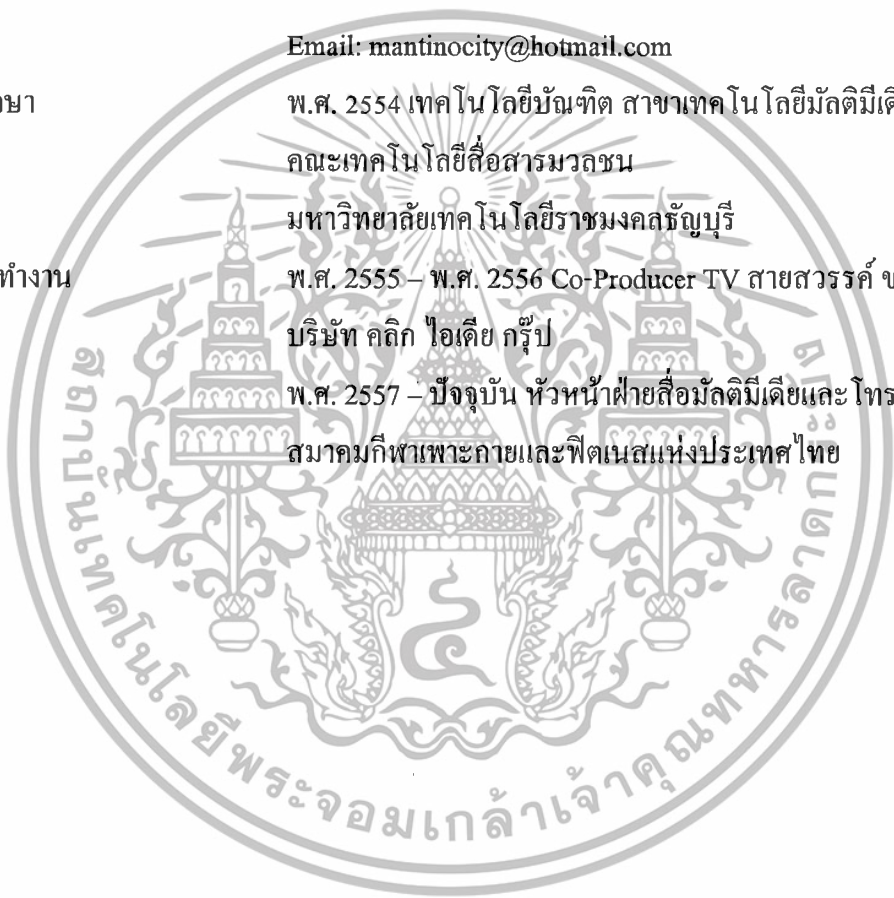 Email: mantinocity@hotmail.com
ษา พ.ศ. 2554 เทคโนโลยีบัณฑิต สาขาเทคโนโลยีมัลติมีเดี
คณะเทคโนโลยีสื่อสารมวลชน
มหาวิทยาลัยเทคโนโลยีราชมงคลธัญบุรี
ทำงาน พ.ศ. 2555 – พ.ศ. 2556 Co-Producer TV สายสวรรค์ ข
บริษัท คลิก ไอเดีย กรุ๊ป
พ.ศ. 2557 – ปัจจุบัน หัวหน้าฝ่ายสื่อมัลติมีเดียและโทร
สมาคมกีฬาเพาะกายและฟิตเนสแห่งประเทศไทย
สถาบันเทคโนโลยีพระจอมเกล้าเจ้าคุณทหารลาดกระบัง
๔